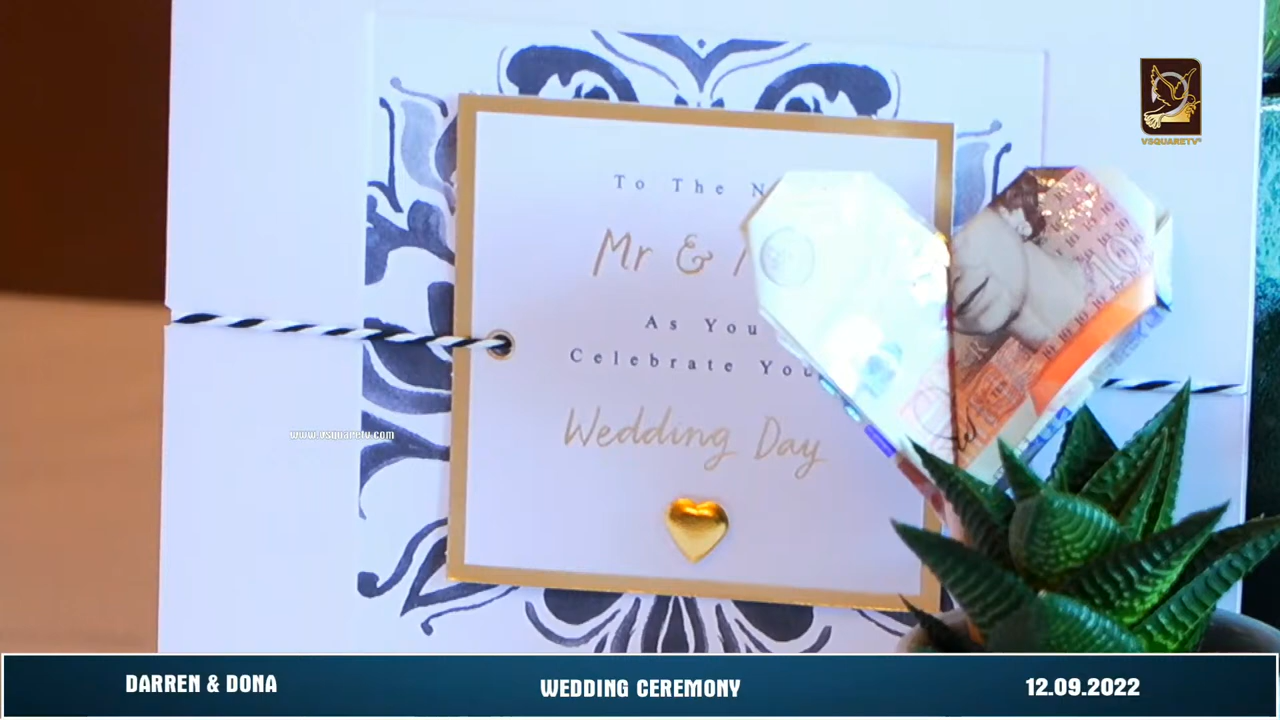 VSQUARETV
To The N
Mr &
As You
Celebrate You
Wedding Day
www.vsquaretv.com
10
DARREN & DONA
WEDDING CEREMONY
12.09.2022